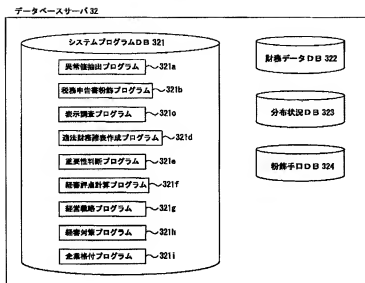 データベースサーバ32
システムプログラムDB 321
異常値抽出プログラム 321a
税務申告書粉飾プログラム 321b
表示調査プログラム 321c
違法財務諸表作成プログラム 321d
重要性判断プログラム 321e
経審評点計算プログラム 321f
経営戦略プログラム 321g
経審対策プログラム 321h
企業格付プログラム 321i
財務データDB 322
分布状況DB 323
粉飾手口DB 324